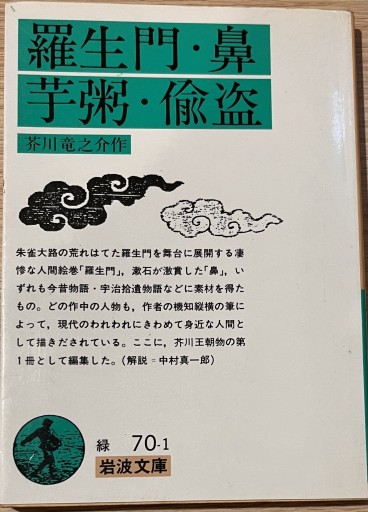 羅生門・鼻
芋粥・偸盗
芥川竜之介作
朱雀大路の荒れはてた羅生門を舞台に展開する凄
惨な人間絵巻「羅生門」，漱石が激賞した「鼻」，い
ずれも今昔物語・宇治拾遺物語などに素材を得た
もの。どの作中の人物も，作者の機知縦横の筆に
よって，現代のわれわれにきわめて身近な人間と
して描きだされている。ここに，芥川王朝物の第
1冊として編集した。（解説＝中村真一郎）
緑 70-1
岩波文庫